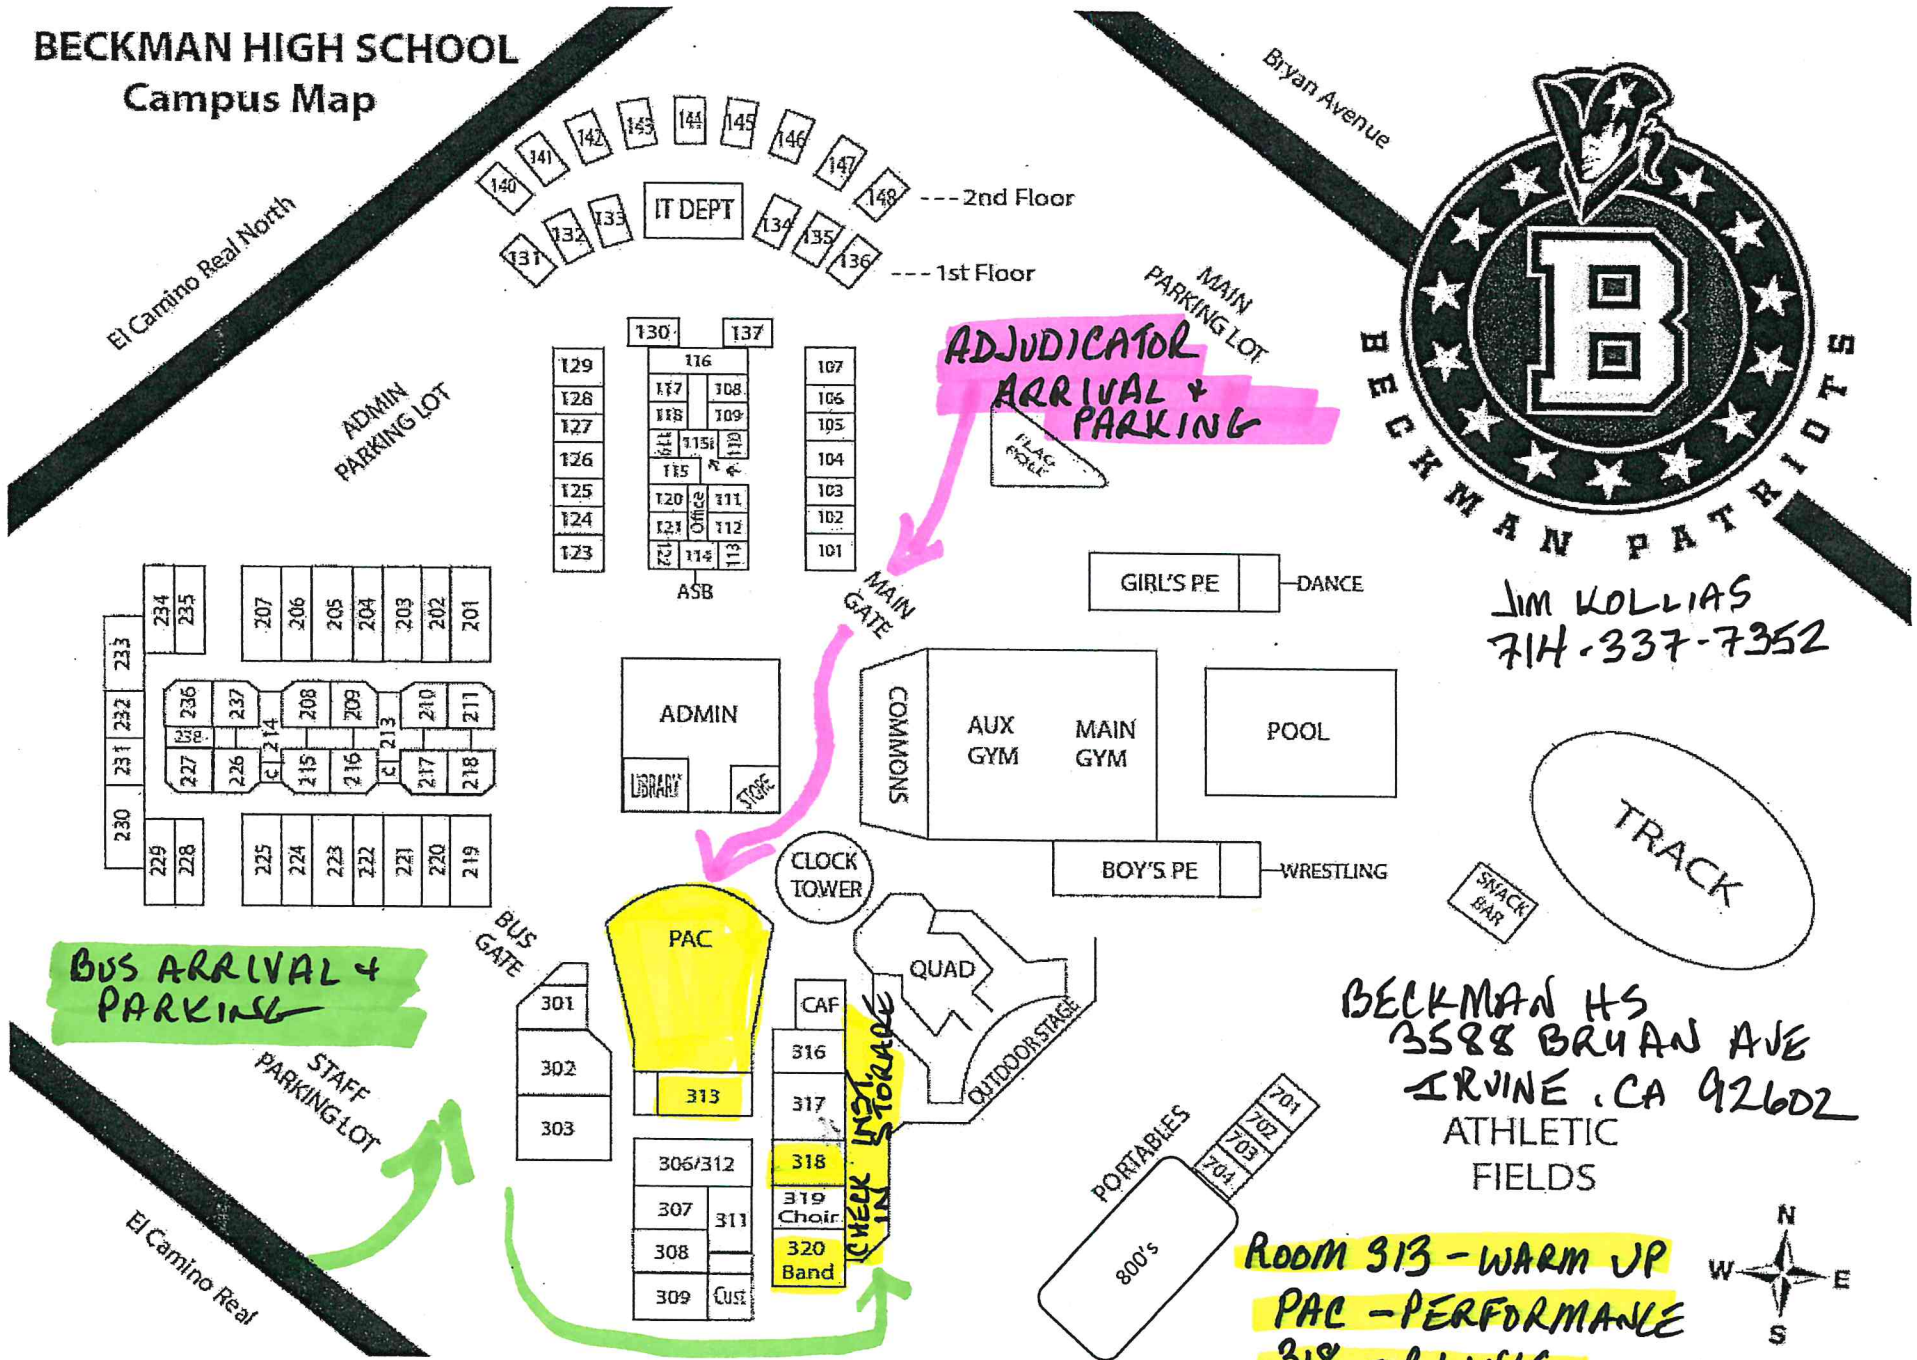 BECKMAN HIGH SCHOOL
Campus Map
El Camino Real North
Bryan Avenue
140
141
142
143
144
145
146
147
148
---2nd Floor
131
132
133
IT DEPT
134
135
136
---1st Floor
ADMIN
PARKING LOT
MAIN
PARKING LOT
ADJUDICATOR
ARRIVAL &
PARKING
FLAG
POLE
130
137
116
117
108
118
109
119
115i
110
115
120
Office
111
121
112
122
114
113
ASB
129
128
127
126
125
124
123
107
106
105
104
103
102
101
BECKMAN PATRIOTS
B
JIM KOLLIAS
714-337-7352
MAIN
GATE
GIRL'S PE
DANCE
234
235
207
206
205
204
203
202
201
233
232
231
230
236
237
214
208
209
213
210
211
238
227
226
C
215
216
C
217
218
229
228
225
224
223
222
221
220
219
ADMIN
LIBRARY
STORE
COMMONS
AUX
GYM
MAIN
GYM
POOL
BOY'S PE
WRESTLING
CLOCK
TOWER
TRACK
SNACK
BAR
BUS
GATE
BUS ARRIVAL &
PARKING
STAFF
PARKING LOT
El Camino Real
PAC
301
302
303
313
306/312
307
311
308
309
Cust
CAF
316
317
318
319
Choir
320
Band
CHECK IN
INST. STORAGE
QUAD
OUTDOOR STAGE
BECKMAN HS
3588 BRYAN AVE
IRVINE, CA 92602
ATHLETIC
FIELDS
PORTABLES
701
702
703
704
800's
ROOM 313 - WARM UP
PAC - PERFORMANCE
318 -
N
W
E
S